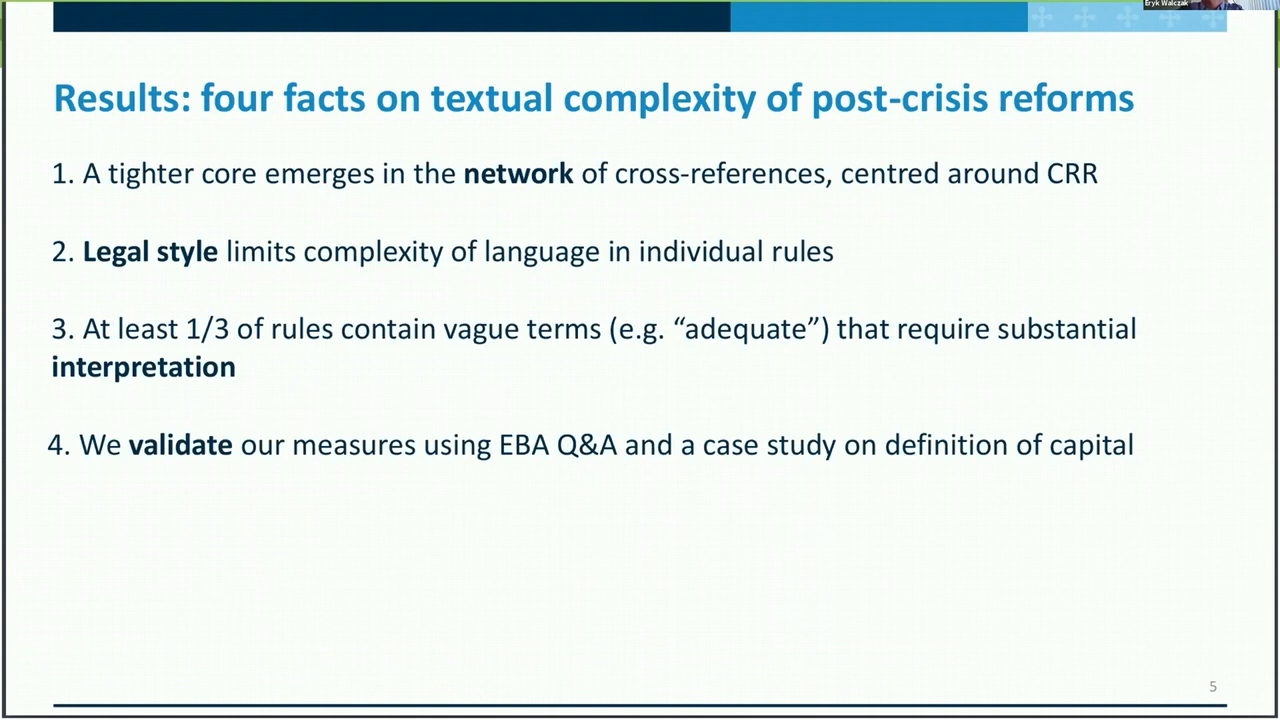 Eryk Walczak
Results: four facts on textual complexity of post-crisis reforms
1. A tighter core emerges in the network of cross-references, centred around CRR
2. Legal style limits complexity of language in individual rules
3. At least 1/3 of rules contain vague terms (e.g. “adequate”) that require substantial
interpretation
4. We validate our measures using EBA Q&A and a case study on definition of capital
5